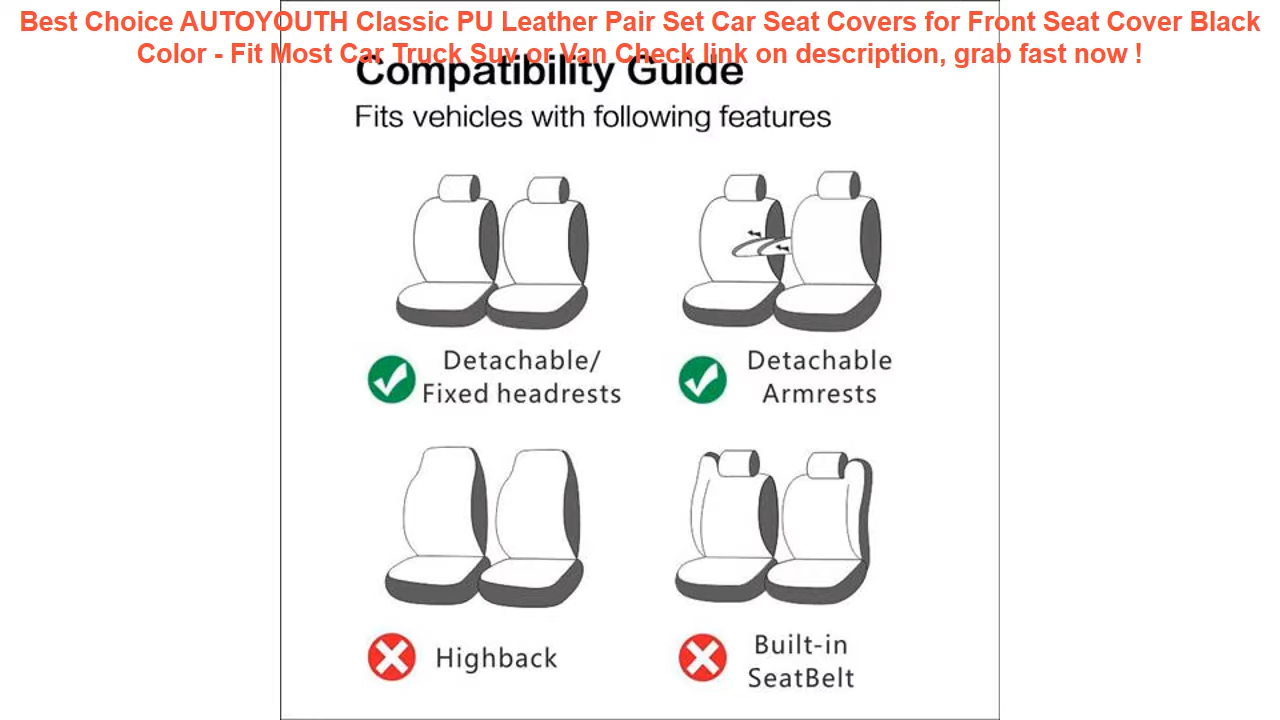 Best Choice AUTOYOUTH Classic PU Leather Pair Set Car Seat Covers for Front Seat Cover Black
Color - Fit Most Car Truck Suv or Van Check link on description, grab fast now !
Compatibility Guide
Fits vehicles with following features
Detachable/
Fixed headrests
Detachable
Armrests
Highback
Built-in
SeatBelt